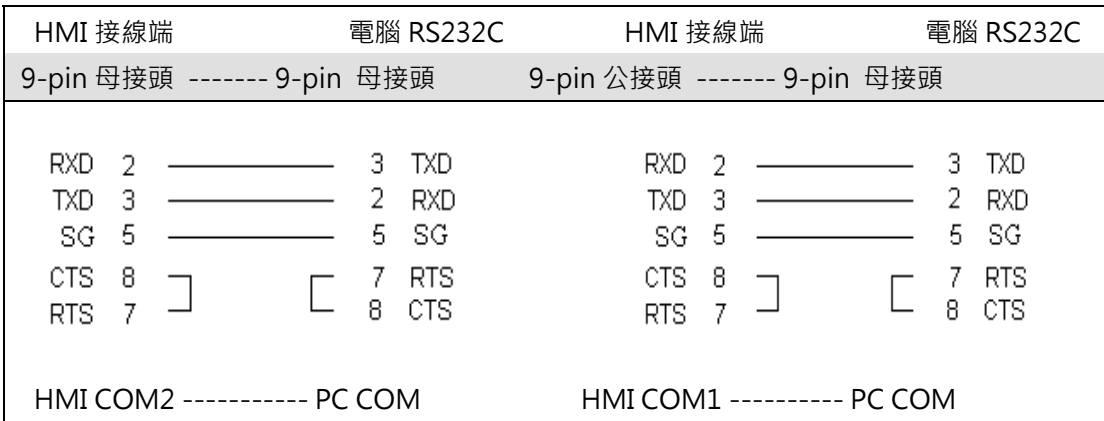 HMI 接線端 電腦 RS232C HMI 接線端 電腦 RS232C
9-pin 母接頭 ------- 9-pin 母接頭 9-pin 公接頭 ------- 9-pin 母接頭
RXD 2 3 TXD RXD 2 3 TXD
TXD 3 2 RXD TXD 3 2 RXD
SG 5 5 SG SG 5 5 SG
CTS 8 7 RTS CTS 8 7 RTS
RTS 7 8 CTS RTS 7 8 CTS
HMI COM2 ----------- PC COM HMI COM1 ---------- PC COM